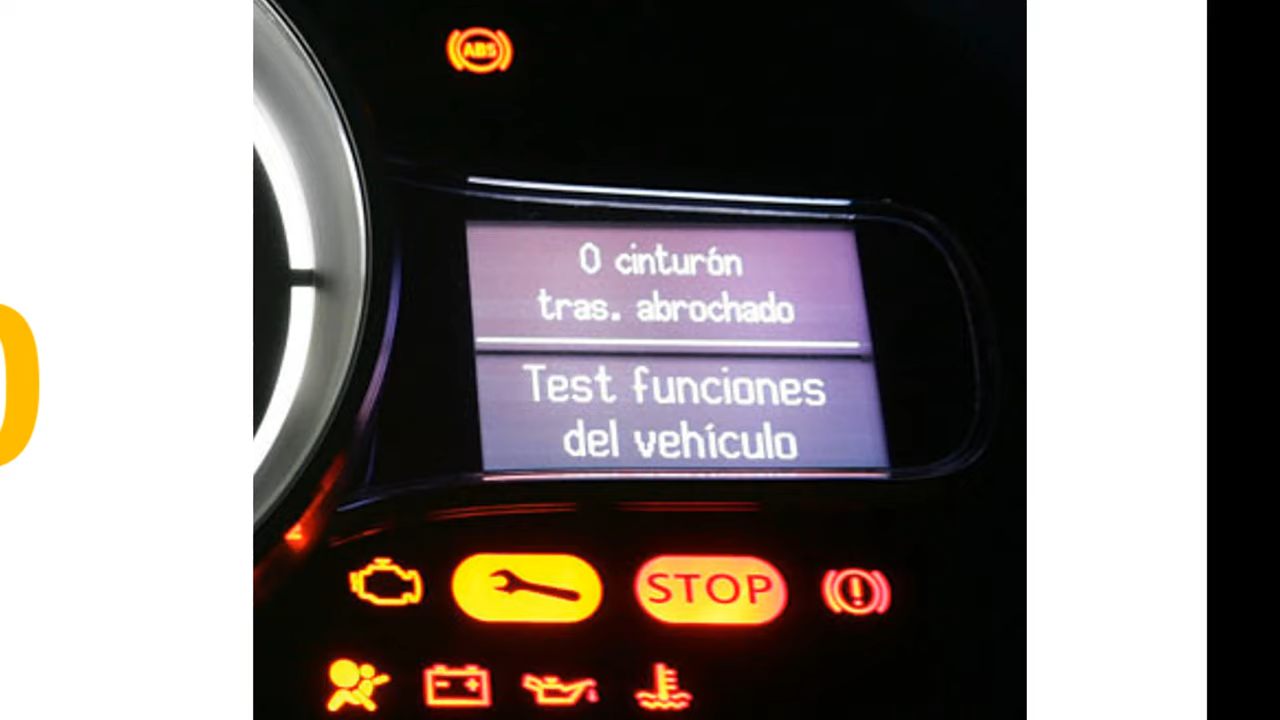 ABS
0 cinturón
tras. abrochado
Test funciones
del vehículo
STOP